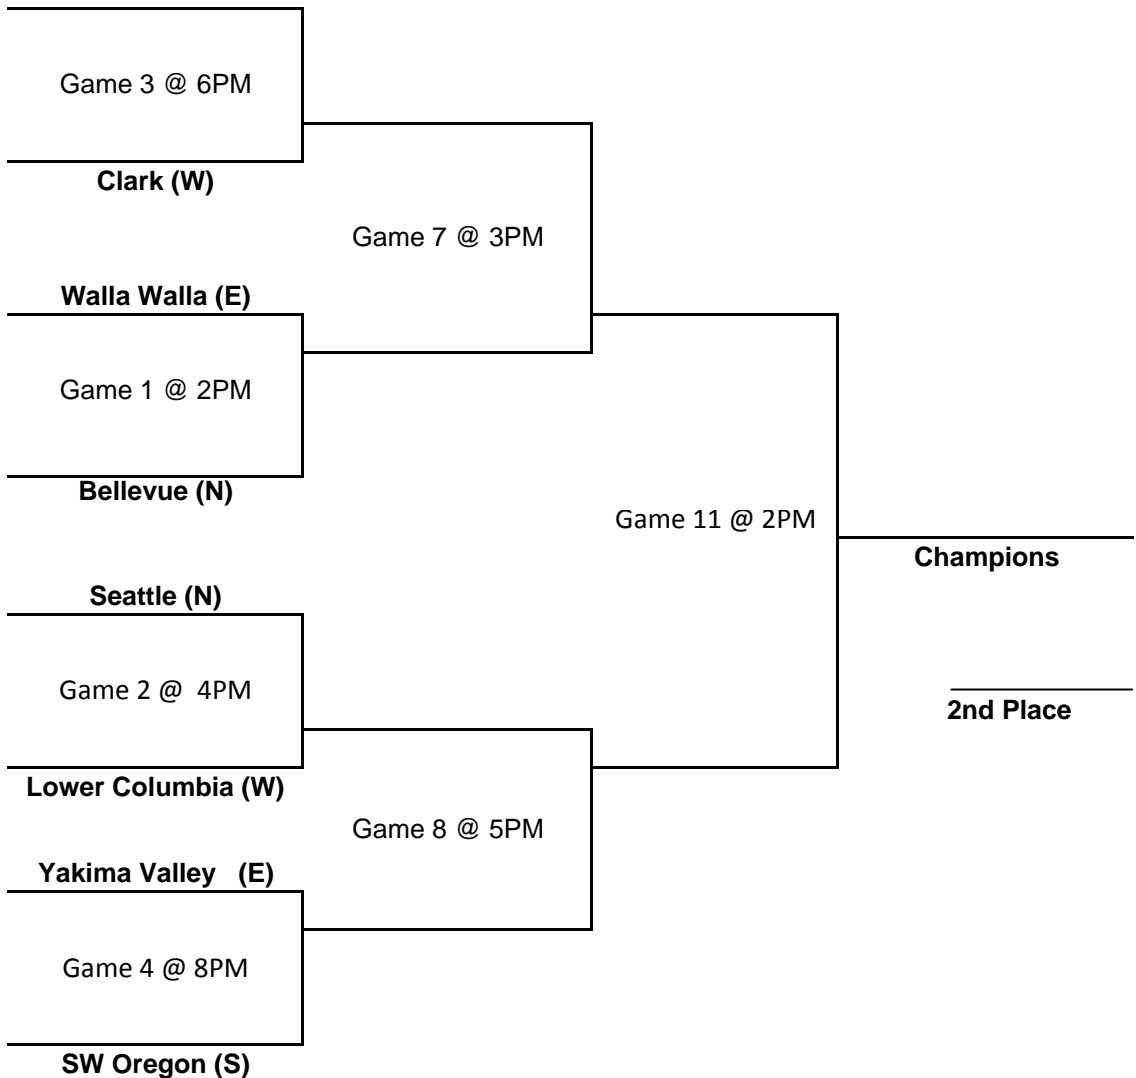 Game 3 @ 6PM
Clark (W)
Game 7 @ 3PM
Walla Walla (E)
Game 1 @ 2PM
Bellevue (N)
Game 11 @ 2PM
Champions
Seattle (N)
Game 2 @ 4PM
2nd Place
Lower Columbia (W)
Game 8 @ 5PM
Yakima Valley (E)
Game 4 @ 8PM
SW Oregon (S)